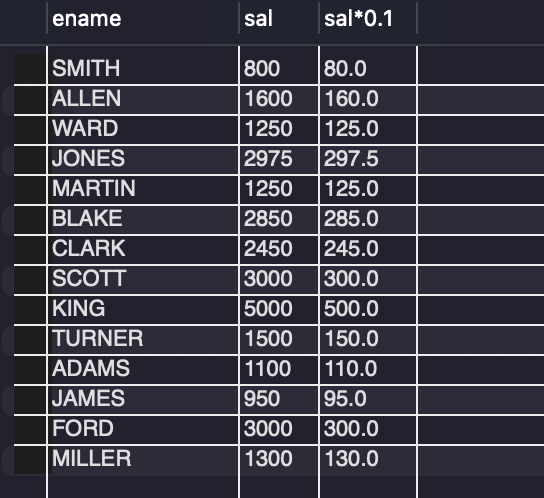 ename sal sal*0.1
SMITH 800 80.0
ALLEN 1600 160.0
WARD 1250 125.0
JONES 2975 297.5
MARTIN 1250 125.0
BLAKE 2850 285.0
CLARK 2450 245.0
SCOTT 3000 300.0
KING 5000 500.0
TURNER 1500 150.0
ADAMS 1100 110.0
JAMES 950 95.0
FORD 3000 300.0
MILLER 1300 130.0